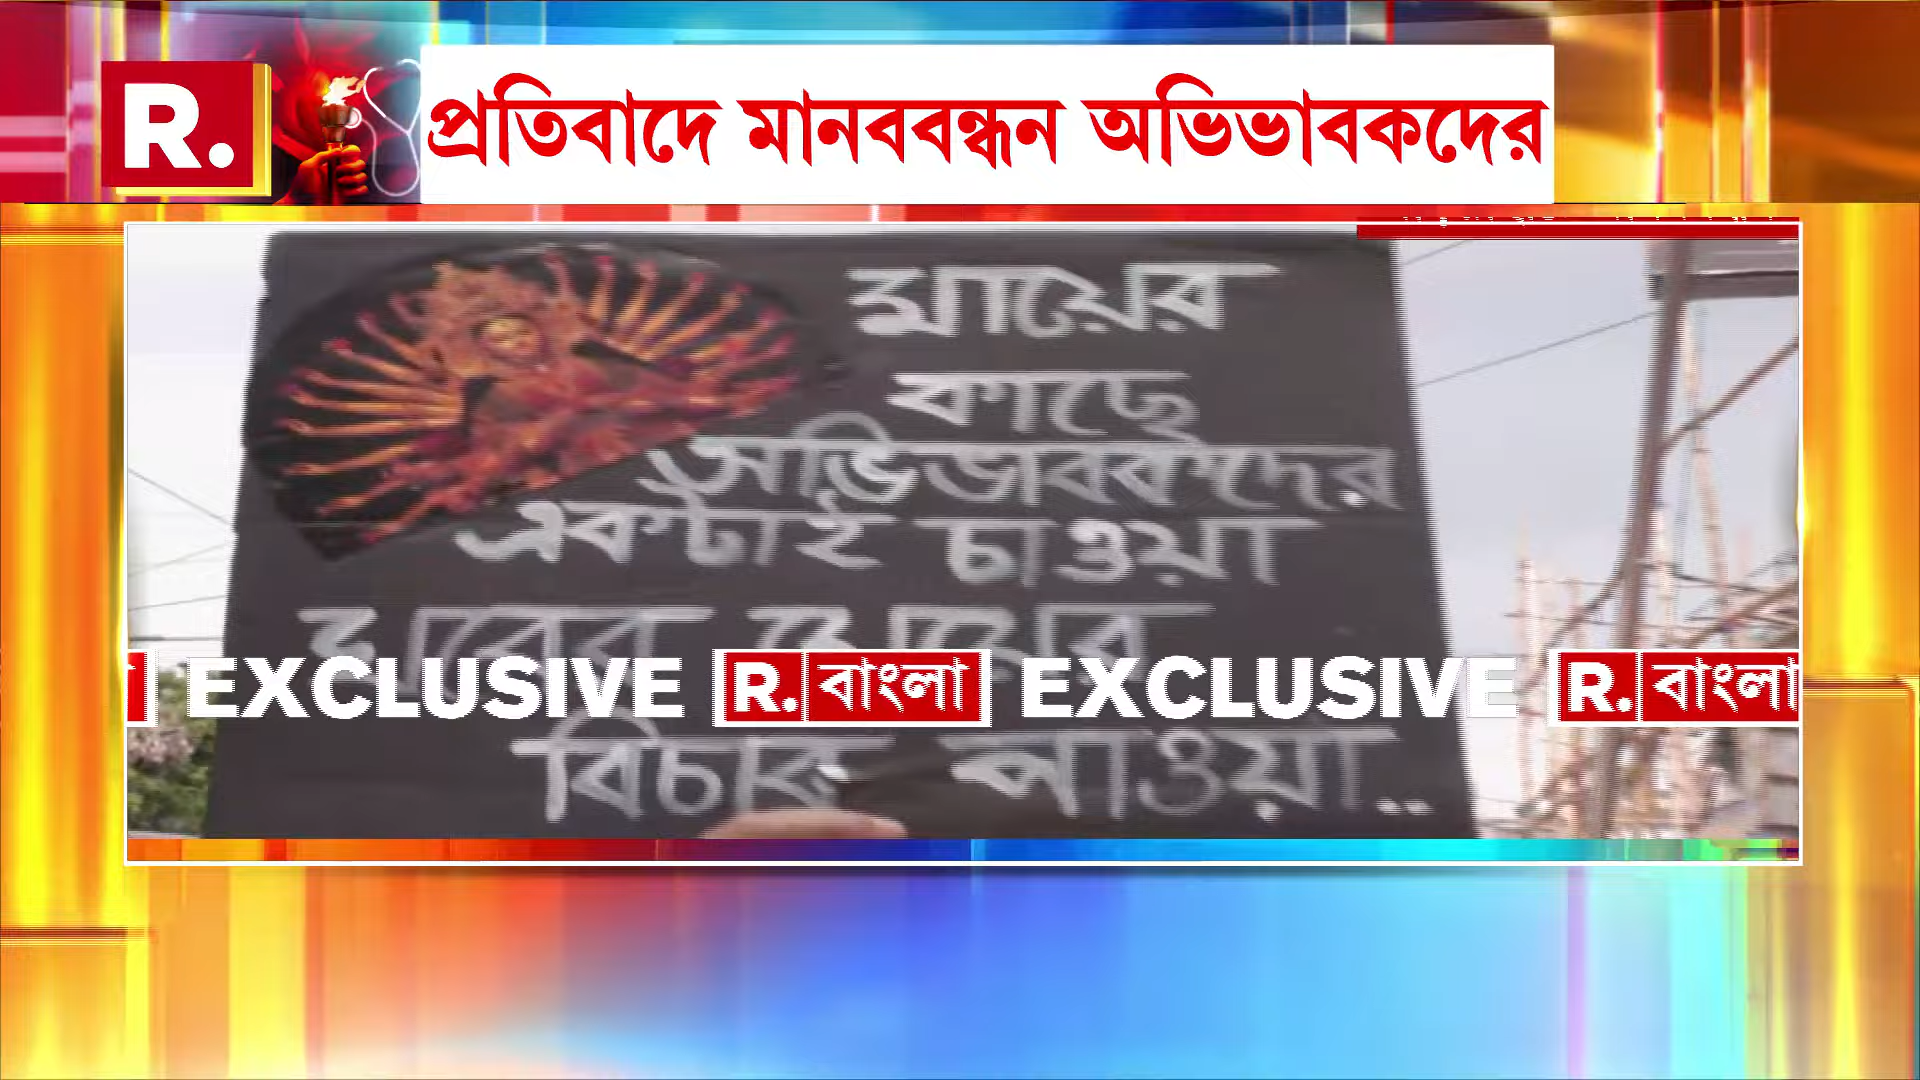 R.
প্রতিবাদে মানববন্ধন অভিভাবকদের
মায়ের
কাছে
অভিভাবকদের
একটাই চাওয়া
মায়ের
EXCLUSIVE R. বাংলা EXCLUSIVE R. বাংলা
বিচার পাওয়া..